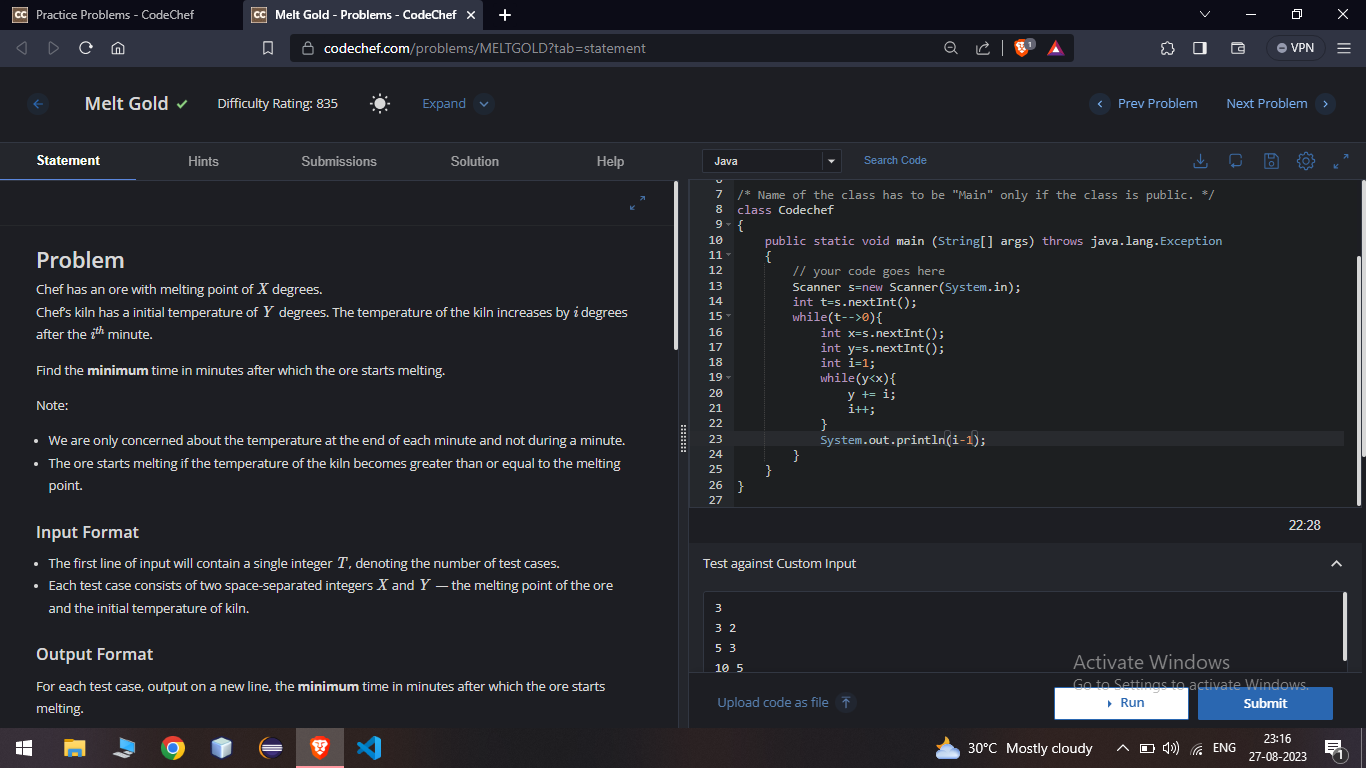 Practice Problems - CodeChef
Melt Gold - Problems - CodeChef
codechef.com/problems/MELTGOLD?tab=statement
1
VPN
Melt Gold
Difficulty Rating: 835
Expand
Prev Problem
Next Problem
Statement
Hints
Submissions
Solution
Help
Problem
Chef has an ore with melting point of X degrees.
Chef's kiln has a initial temperature of Y degrees. The temperature of the kiln increases by i degrees
after the i^th minute.
Find the minimum time in minutes after which the ore starts melting.
Note:
• We are only concerned about the temperature at the end of each minute and not during a minute.
• The ore starts melting if the temperature of the kiln becomes greater than or equal to the melting
point.
Input Format
• The first line of input will contain a single integer T, denoting the number of test cases.
• Each test case consists of two space-separated integers X and Y — the melting point of the ore
and the initial temperature of kiln.
Output Format
For each test case, output on a new line, the minimum time in minutes after which the ore starts
melting.
Java
Search Code
6
7 /* Name of the class has to be "Main" only if the class is public. */
8 class Codechef
9 {
10 public static void main (String[] args) throws java.lang.Exception
11 {
12 // your code goes here
13 Scanner s=new Scanner(System.in);
14 int t=s.nextInt();
15 while(t-->0){
16 int x=s.nextInt();
17 int y=s.nextInt();
18 int i=1;
19 while(y<x){
20 y += i;
21 i++;
22 }
23 System.out.println(i-1);
24 }
25 }
26 }
27
22:28
Test against Custom Input
3
3 2
5 3
10 5
Activate Windows
Go to Settings to activate Windows.
Upload code as file
Run
Submit
30°C Mostly cloudy
ENG
23:16
27-08-2023
1